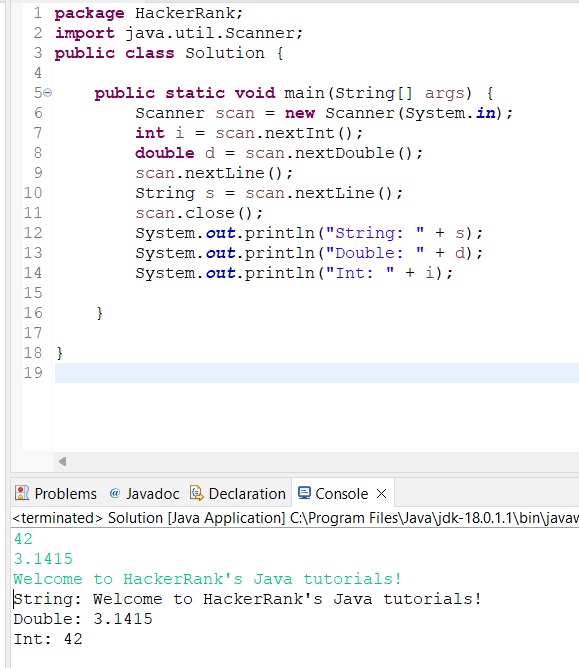 1 package HackerRank;
2 import java.util.Scanner;
3 public class Solution {
4
5 public static void main(String[] args) {
6 Scanner scan = new Scanner(System.in);
7 int i = scan.nextInt();
8 double d = scan.nextDouble();
9 scan.nextLine();
10 String s = scan.nextLine();
11 scan.close();
12 System.out.println("String: " + s);
13 System.out.println("Double: " + d);
14 System.out.println("Int: " + i);
15
16 }
17
18 }
19
Problems @ Javadoc Declaration Console
<terminated> Solution [Java Application] C:\Program Files\Java\jdk-18.0.1.1\bin\javaw
42
3.1415
Welcome to HackerRank's Java tutorials!
String: Welcome to HackerRank's Java tutorials!
Double: 3.1415
Int: 42